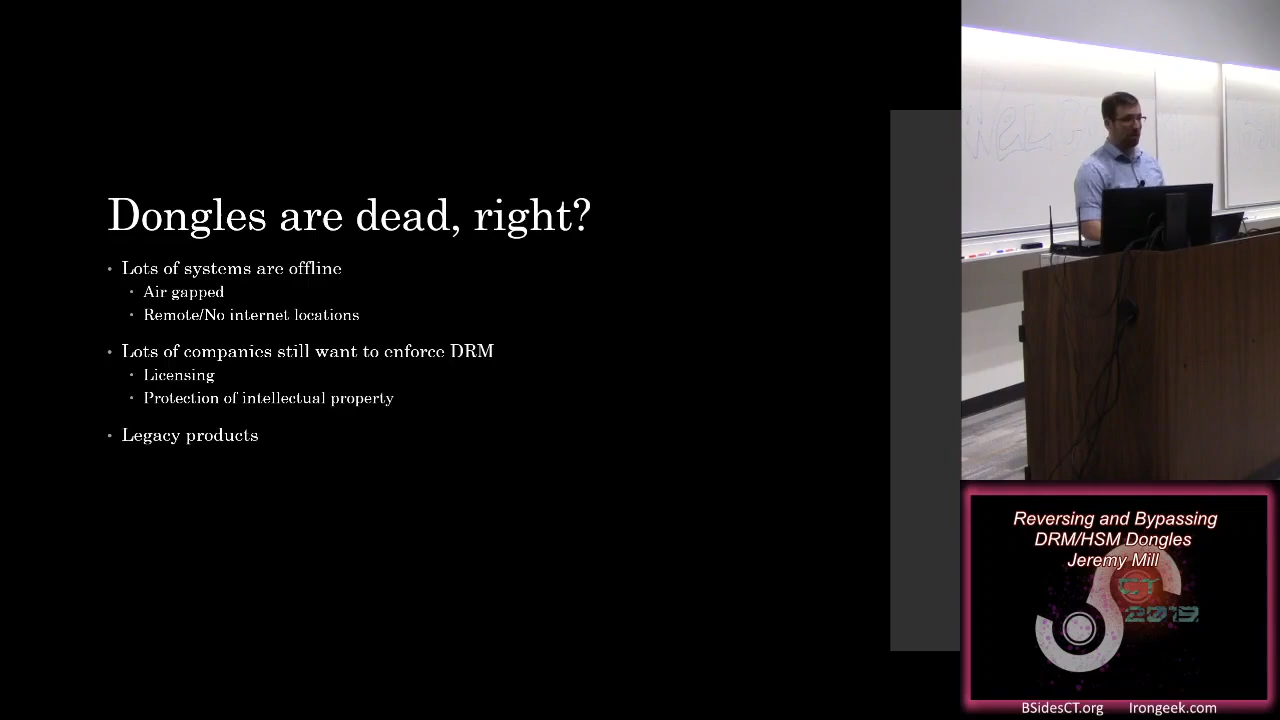 Dongles are dead, right?
• Lots of systems are offline
• Air gapped
• Remote/No internet locations
• Lots of companies still want to enforce DRM
• Licensing
• Protection of intellectual property
• Legacy products
Reversing and Bypassing
DRM/HSM Dongles
Jeremy Mill
CT
2019
BSidesCT.org Irongeek.com